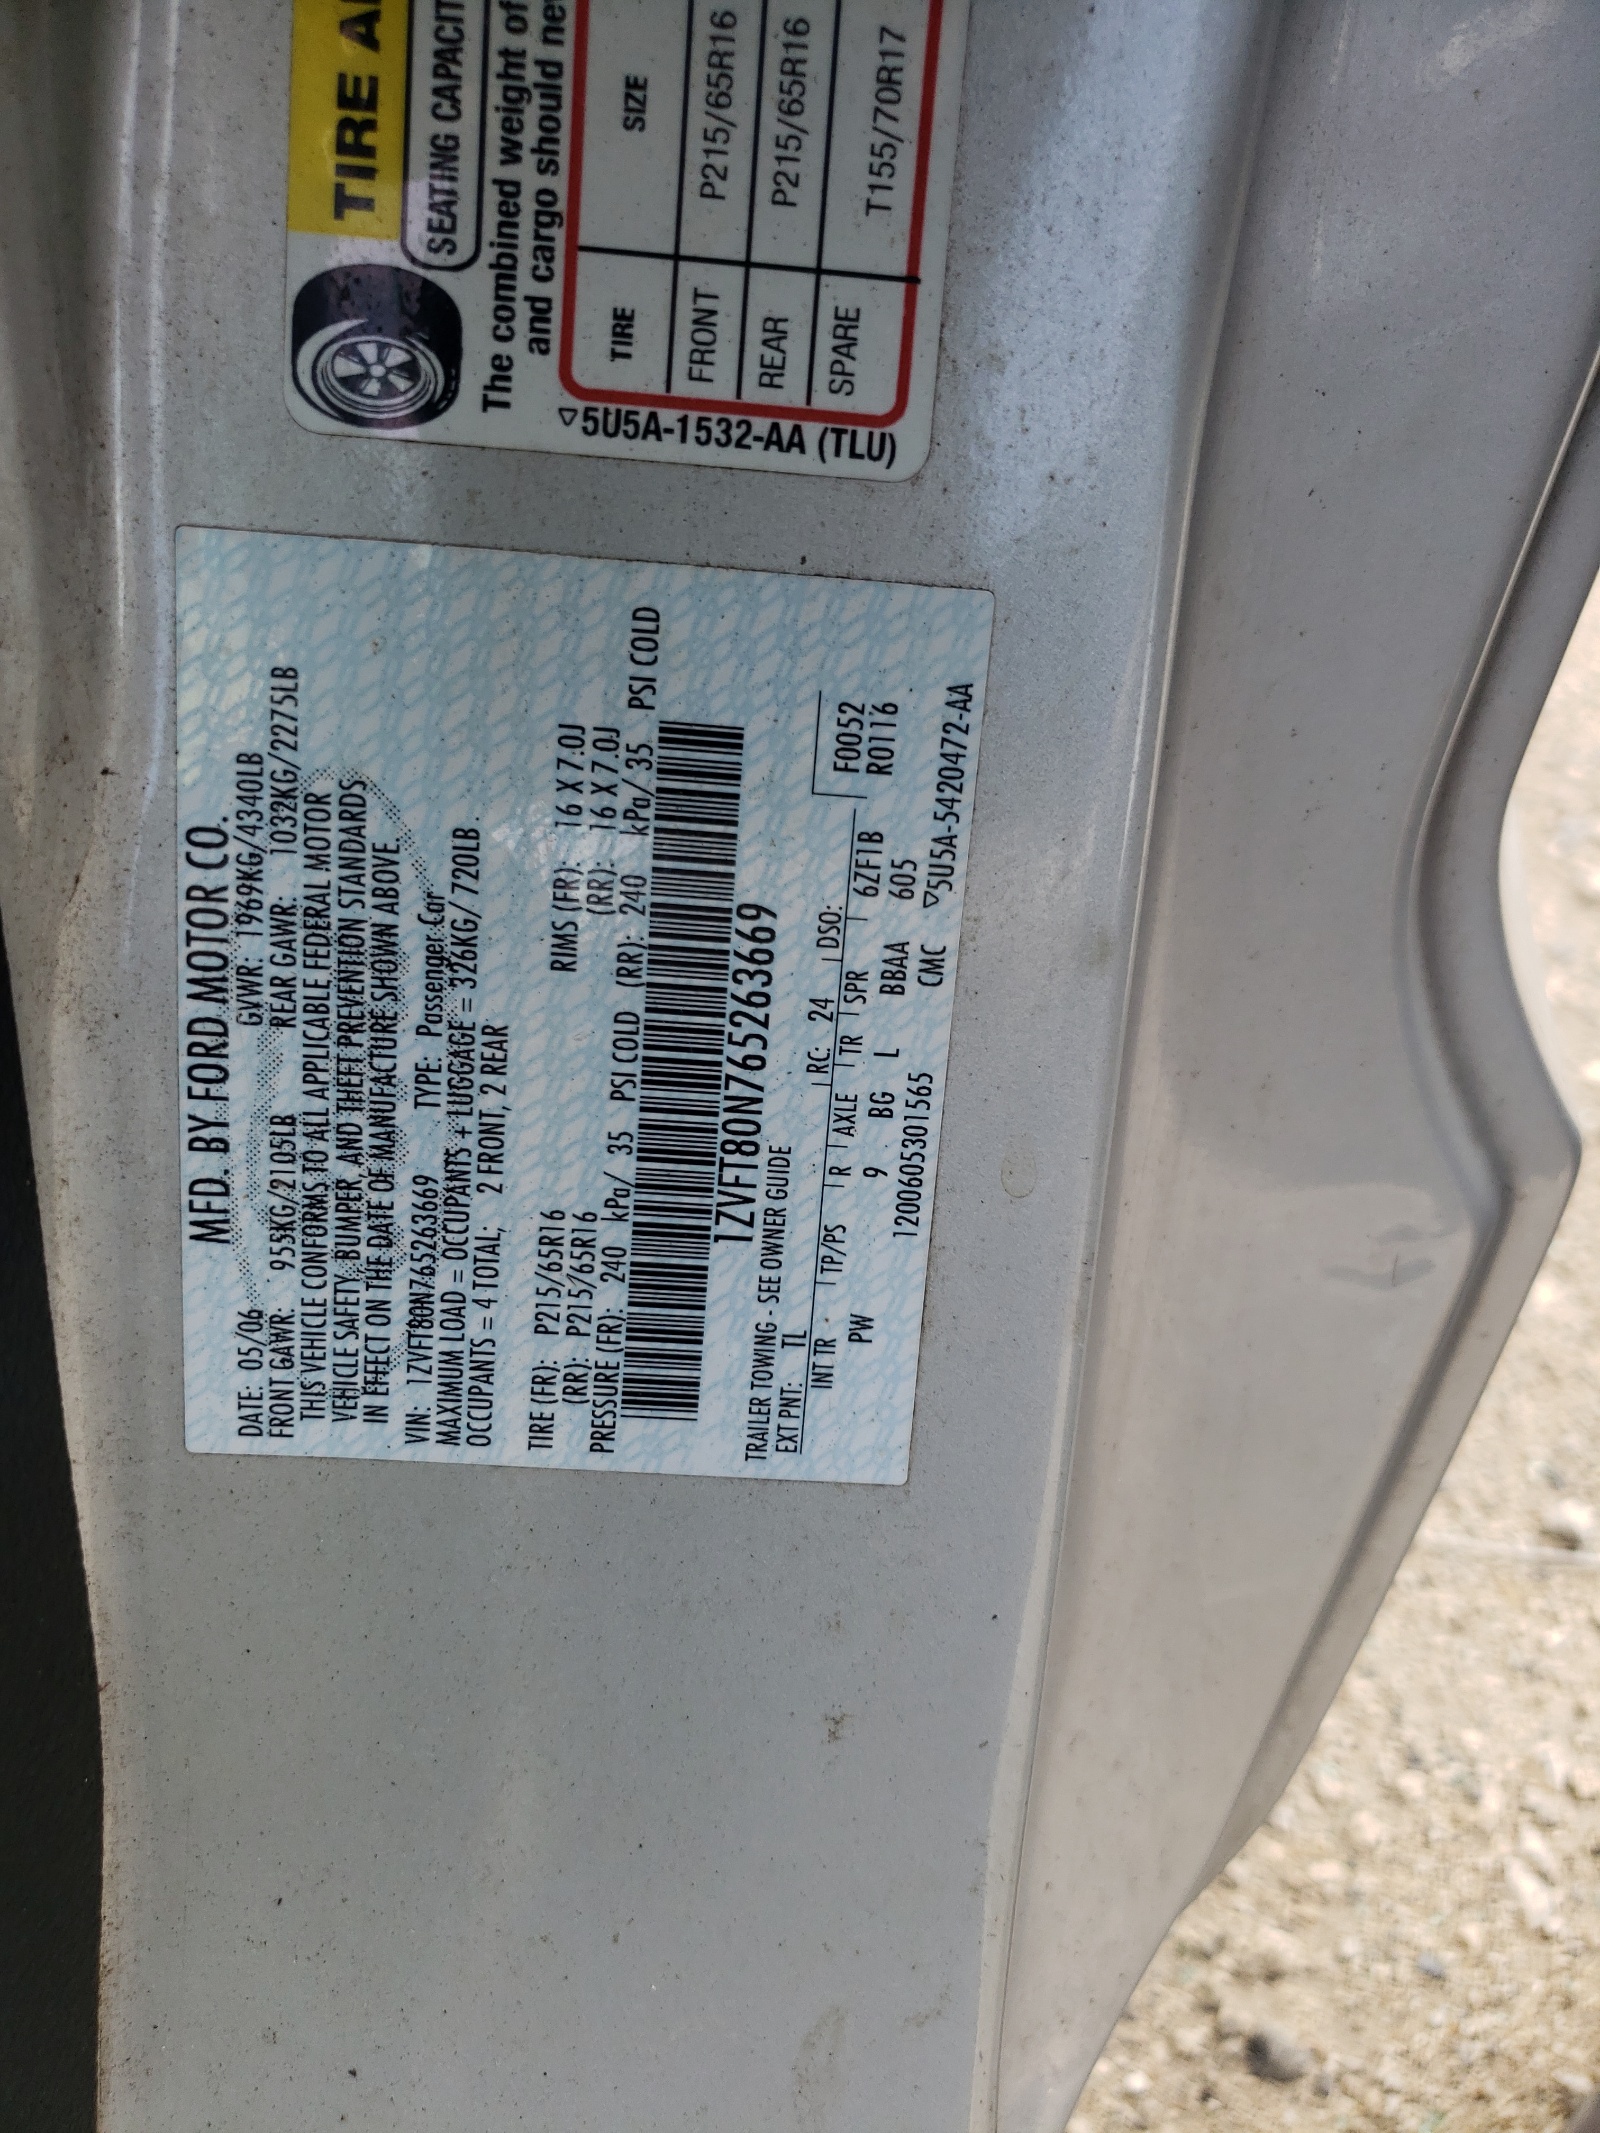 MFD. BY FORD MOTOR CO.
DATE: 05/06 GVWR: 1969KG/4340LB
FRONT GAWR: 955KG/2105LB REAR GAWR: 1032KG/2275LB
THIS VEHICLE CONFORMS TO ALL APPLICABLE FEDERAL MOTOR
VEHICLE SAFETY, BUMPER, AND THEFT PREVENTION STANDARDS
IN EFFECT ON THE DATE OF MANUFACTURE SHOWN ABOVE.
VIN: 1ZVFT80N765263669 TYPE: Passenger Car
MAXIMUM LOAD = OCCUPANTS + LUGGAGE = 326KG/720LB.
OCCUPANTS = 4 TOTAL; 2 FRONT, 2 REAR
TIRE (FR): P215/65R16 RIMS (FR): 16 X 7.0J
(RR): P215/65R16 (RR): 16 X 7.0J
PRESSURE (FR): 240 kPa/ 35 PSI COLD (RR): 240 kPa/ 35 PSI COLD
1ZVFT80N765263669
TRAILER TOWING - SEE OWNER GUIDE
EXT PNT: TL RC: 24 DSO:
INT TR TP/PS R AXLE TR SPR F0052
PW 9 BG L BBAA 6ZF1B R0116
605
1200605301565 CMC ▽5U5A-5420472-AA
TIRE
SEATING CAPACIT
The combined weight of
and cargo should
TIRE SIZE
FRONT P215/65R16
REAR P215/65R16
SPARE T155/70R17
▽5U5A-1532-AA (TLU)